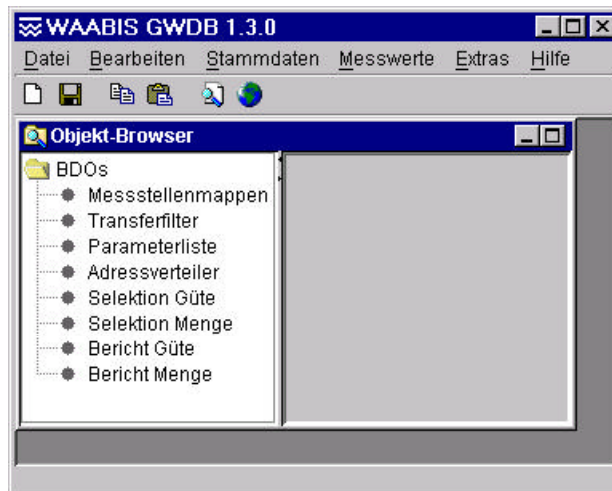 WAABIS GWDB 1.3.0
Datei Bearbeiten Stammdaten Messwerte Extras Hilfe
Objekt-Browser
BDOs
Messstellenmappen
Transferfilter
Parameterliste
Adressverteiler
Selektion Güte
Selektion Menge
Bericht Güte
Bericht Menge